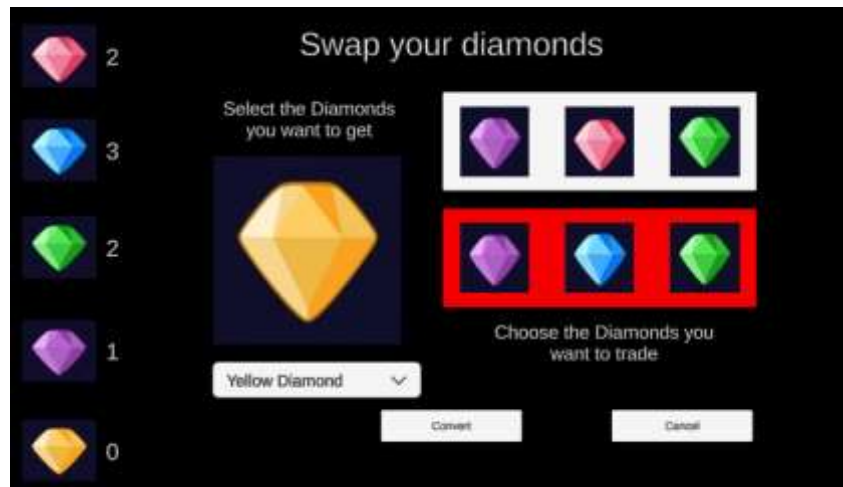 Swap your diamonds
2
3
2
1
0
Select the Diamonds
you want to get
Yellow Diamond
Choose the Diamonds you
want to trade
Convert
Cancel